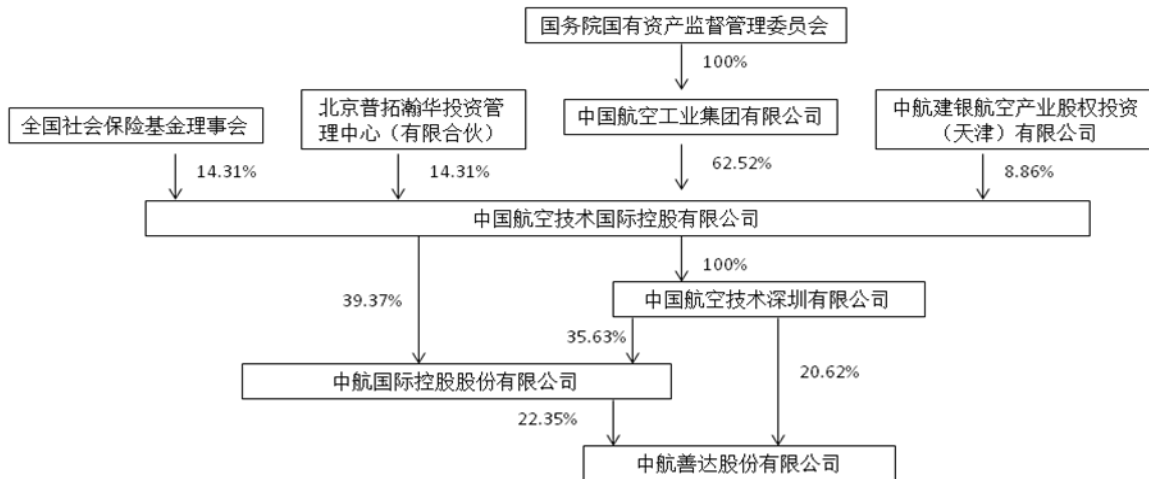 国务院国有资产监督管理委员会
100%
全国社会保险基金理事会
北京普拓瀚华投资管
理中心（有限合伙）
中国航空工业集团有限公司
中航建银航空产业股权投资
（天津）有限公司
14.31%
14.31%
62.52%
8.86%
中国航空技术国际控股有限公司
100%
39.37%
中国航空技术深圳有限公司
35.63%
20.62%
中航国际控股股份有限公司
22.35%
中航善达股份有限公司